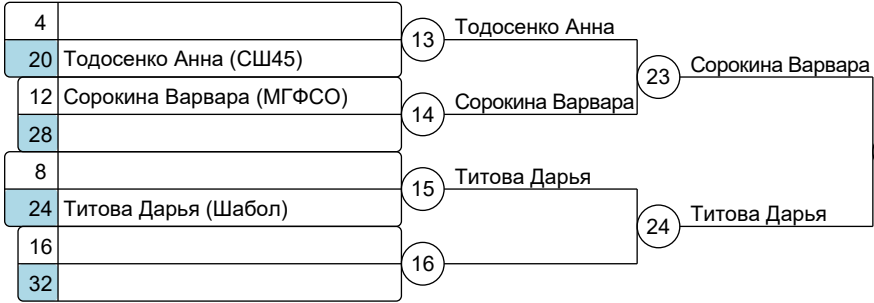 4
13
Тодосенко Анна
20 Тодосенко Анна (СШ45)
23
Сорокина Варвара
12 Сорокина Варвара (МГФСО)
14
Сорокина Варвара
28
8
15
Титова Дарья
24 Титова Дарья (Шабол)
24
Титова Дарья
16
16
32